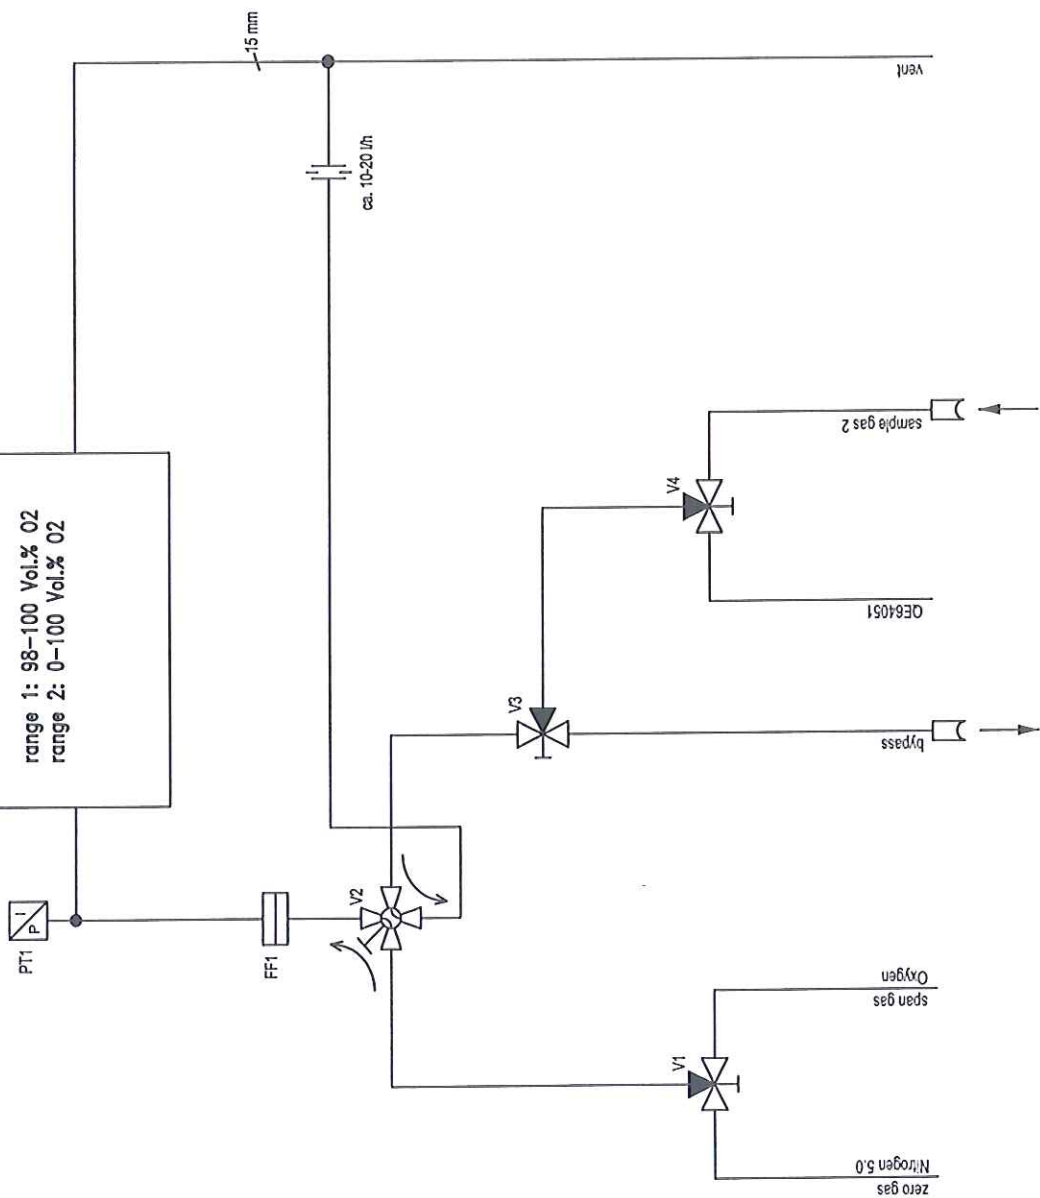 15 mm
vent
ca. 10-20 l/h
range 1: 98-100 Vol.% O2
range 2: 0-100 Vol.% O2
PT1
P I
FF1
V2
V3
V4
sample gas 2
QE64051
bypass
V1
Oxygen
span gas
Nitrogen 5.0
zero gas